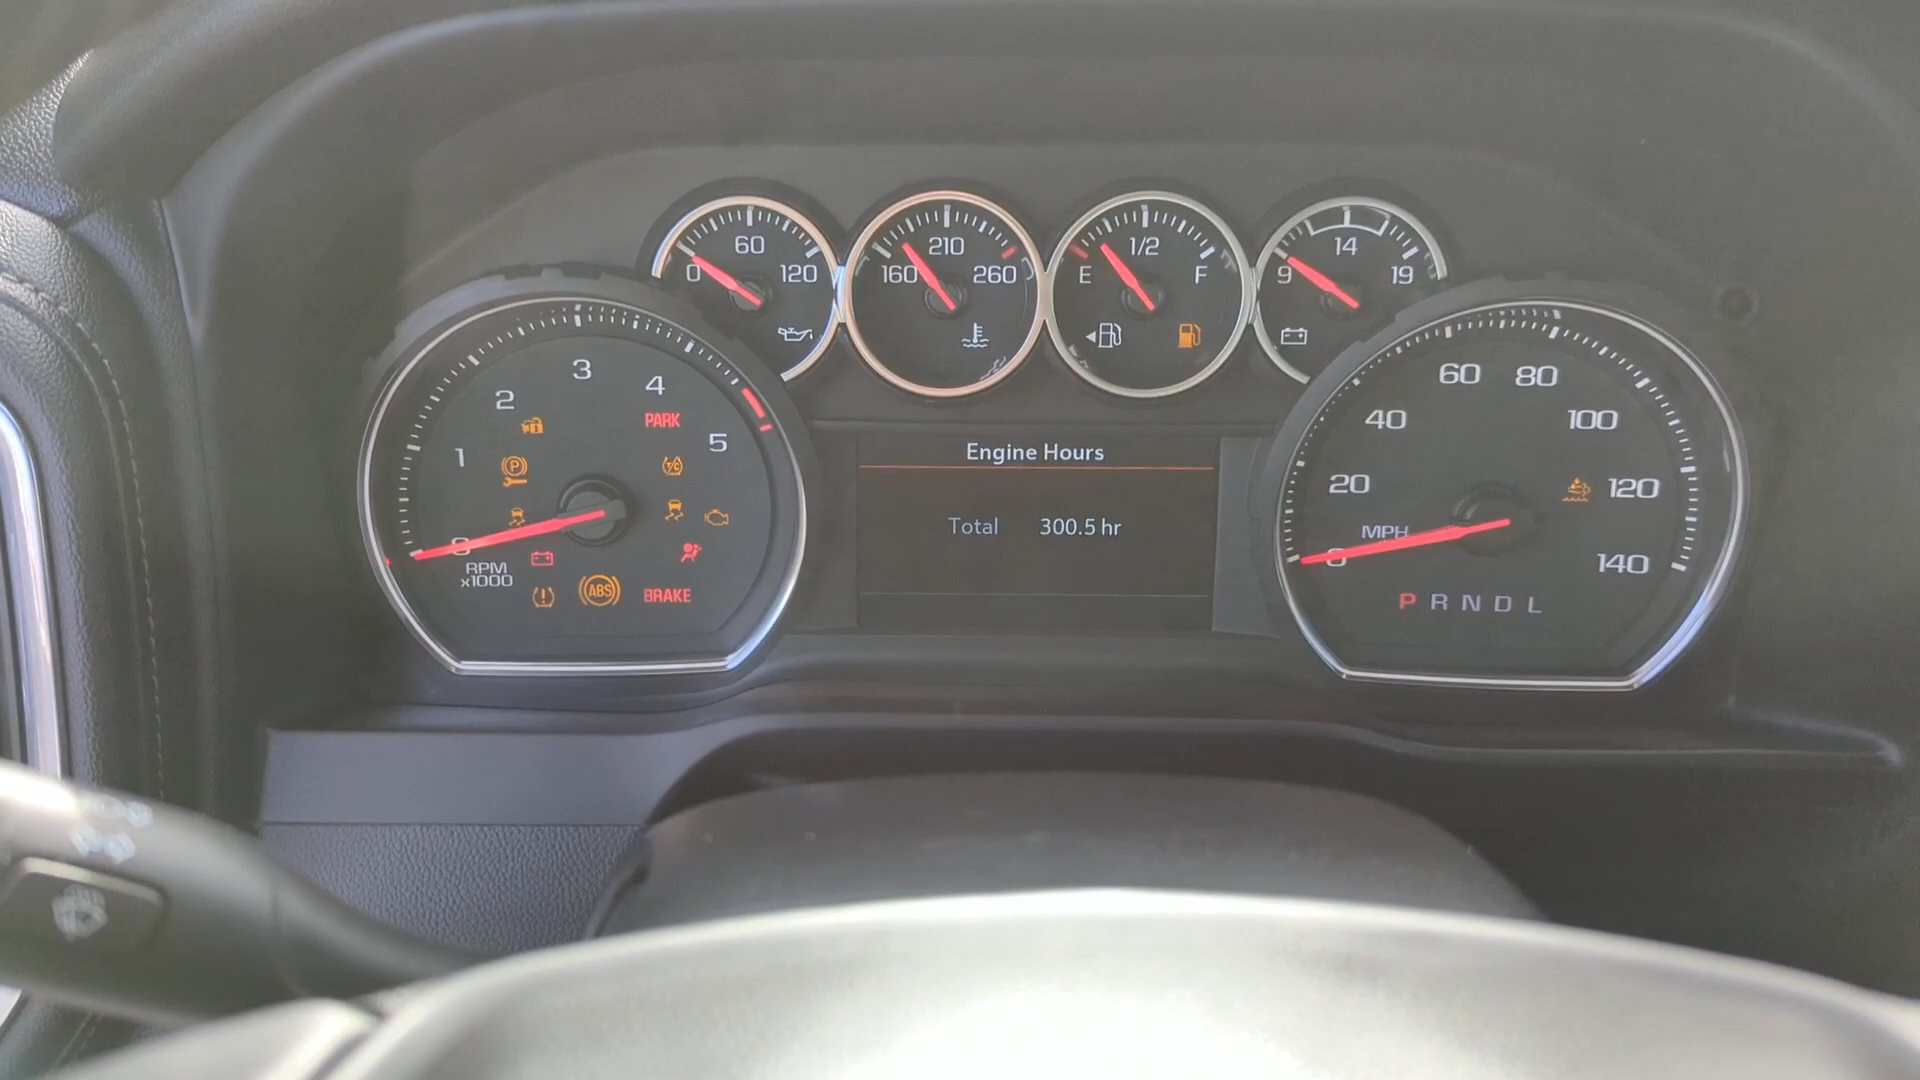 60
0 120
210
160 260
1/2
E F
14
9 19
3
2 4
PARK
1 5
P
T/C
0
RPM
x1000
ABS
BRAKE
Engine Hours
Total 300.5 hr
60 80
40 100
20 120
MPH
0 140
P R N D L